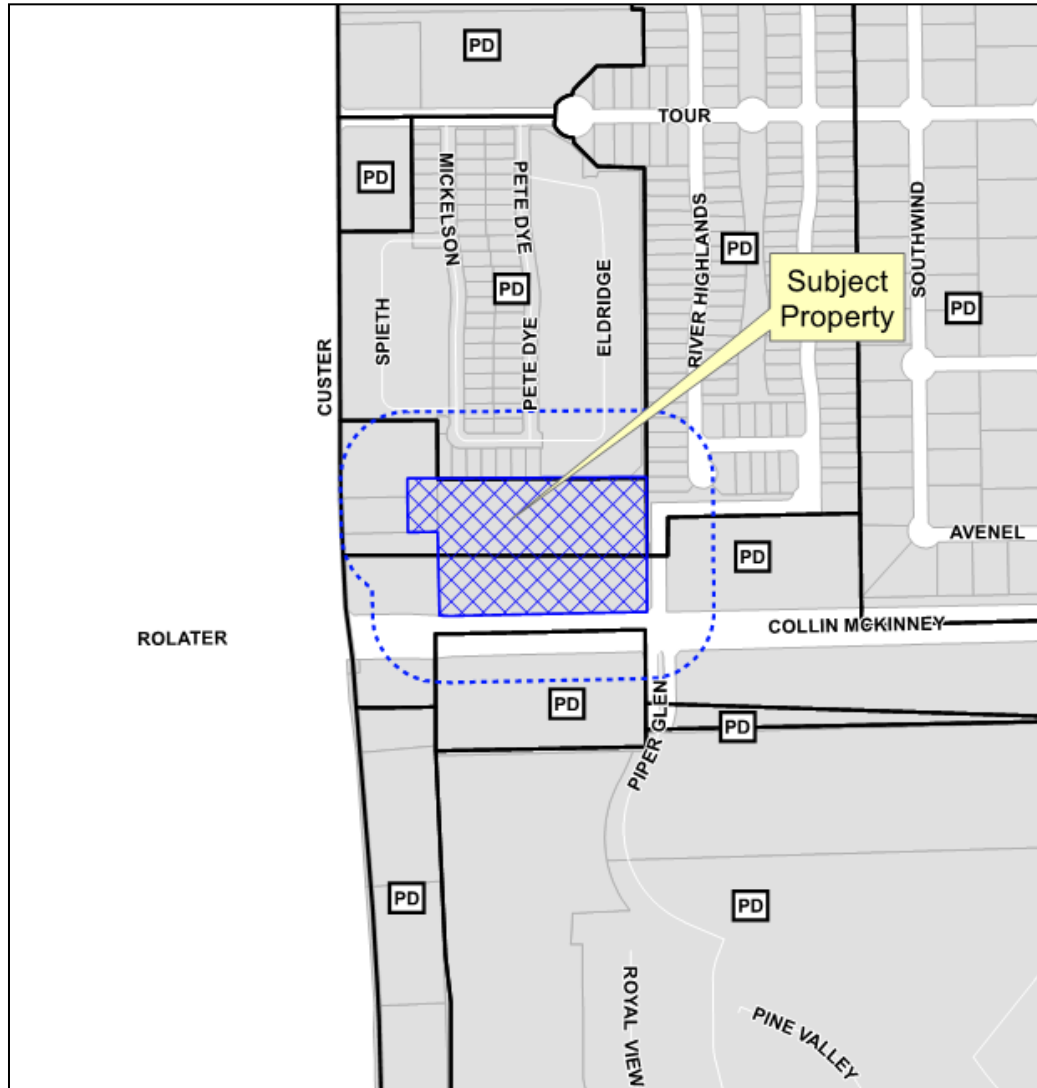 PD
TOUR
PD
MICKELSON
PETE DYE
RIVER HIGHLANDS
SOUTHWIND
PD
Subject
Property
PD
PD
SPIETH
PETE DYE
ELDRIDGE
CUSTER
AVENEL
PD
COLLIN MCKINNEY
ROLATER
PD
PIPER GLEN
PD
PD
PD
ROYAL VIEW
PINE VALLEY